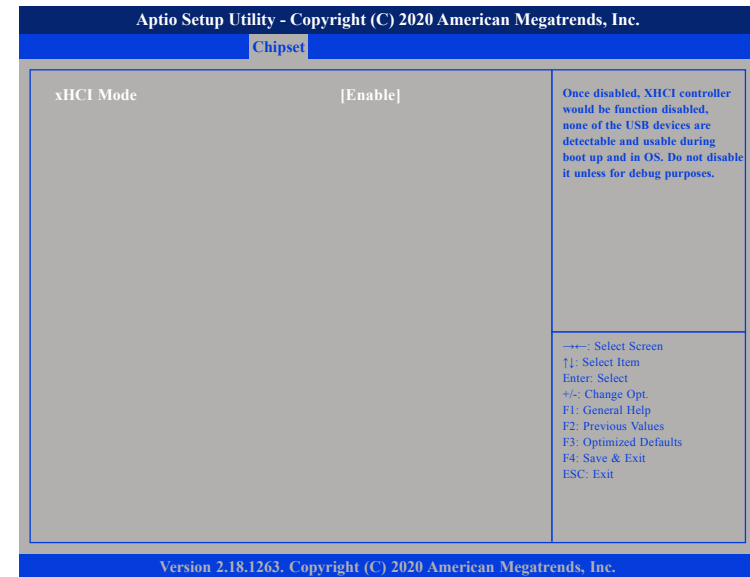 Aptio Setup Utility - Copyright (C) 2020 American Megatrends, Inc.
Chipset
xHCI Mode [Enable]
Once disabled, XHCI controller
would be function disabled,
none of the USB devices are
detectable and usable during
boot up and in OS. Do not disable
it unless for debug purposes.
→←: Select Screen
↑↓: Select Item
Enter: Select
+/-: Change Opt.
F1: General Help
F2: Previous Values
F3: Optimized Defaults
F4: Save & Exit
ESC: Exit
Version 2.18.1263. Copyright (C) 2020 American Megatrends, Inc.